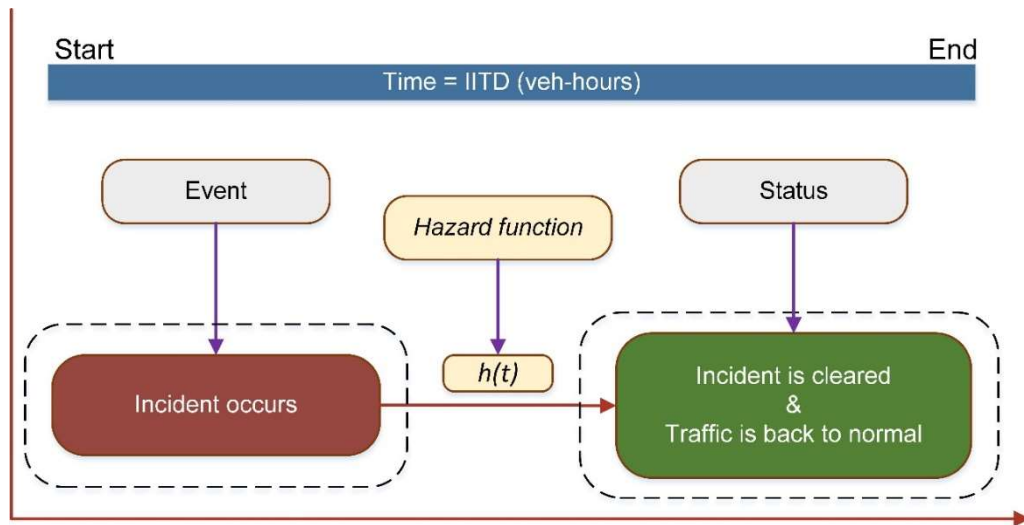 Start
End
Time = IITD (veh-hours)
Event
Status
Hazard function
h(t)
Incident occurs
Incident is cleared
&
Traffic is back to normal